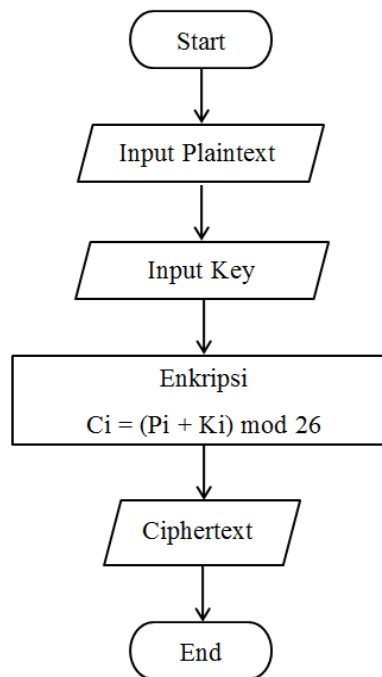 Start
Input Plaintext
Input Key
Enkripsi
Ci = (Pi + Ki) mod 26
Ciphertext
End